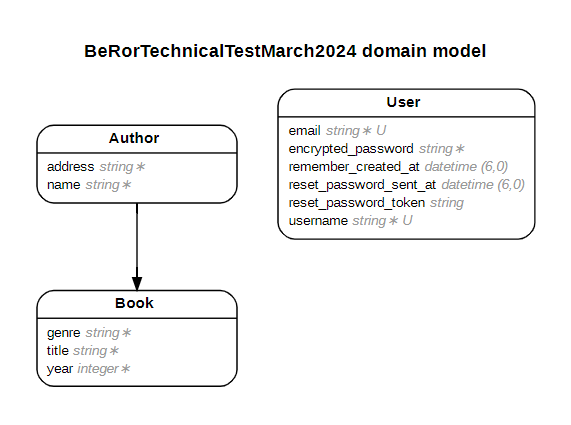 BeRorTechnicalTestMarch2024 domain model
Author
address string∗
name string∗
User
email string∗ U
encrypted_password string∗
remember_created_at datetime (6,0)
reset_password_sent_at datetime (6,0)
reset_password_token string
username string∗ U
Book
genre string∗
title string∗
year integer∗